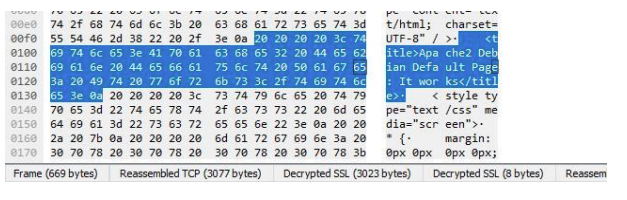 00e0 74 2f 68 74 6d 6c 3b 20 63 68 61 72 73 65 74 3d t/html; charset=
00f0 55 54 46 2d 38 22 20 2f 3e 0a 20 20 20 20 3c 74 UTF-8" / >· <t
0100 69 74 6c 65 3e 41 70 61 63 68 65 32 20 44 65 62 itle>Apa che2 Deb
0110 69 61 6e 20 44 65 66 61 75 6c 74 20 50 61 67 65 ian Defa ult Page
0120 3a 20 49 74 20 77 6f 72 6b 73 3c 2f 74 69 74 6c : It wor ks</titl
0130 65 3e 0a 20 20 20 20 3c 73 74 79 6c 65 20 74 79 e>· < style ty
0140 70 65 3d 22 74 65 78 74 2f 63 73 73 22 20 6d 65 pe="text /css" me
0150 64 69 61 3d 22 73 63 72 65 65 6e 22 3e 0a 20 20 dia="scr een">·
0160 2a 20 7b 0a 20 20 20 20 6d 61 72 67 69 6e 3a 20 * {· margin:
0170 30 70 78 20 30 70 78 20 30 70 78 20 30 70 78 3b 0px 0px 0px 0px;
Frame (669 bytes) Reassembled TCP (3077 bytes) Decrypted SSL (3023 bytes) Decrypted SSL (8 bytes) Reassem